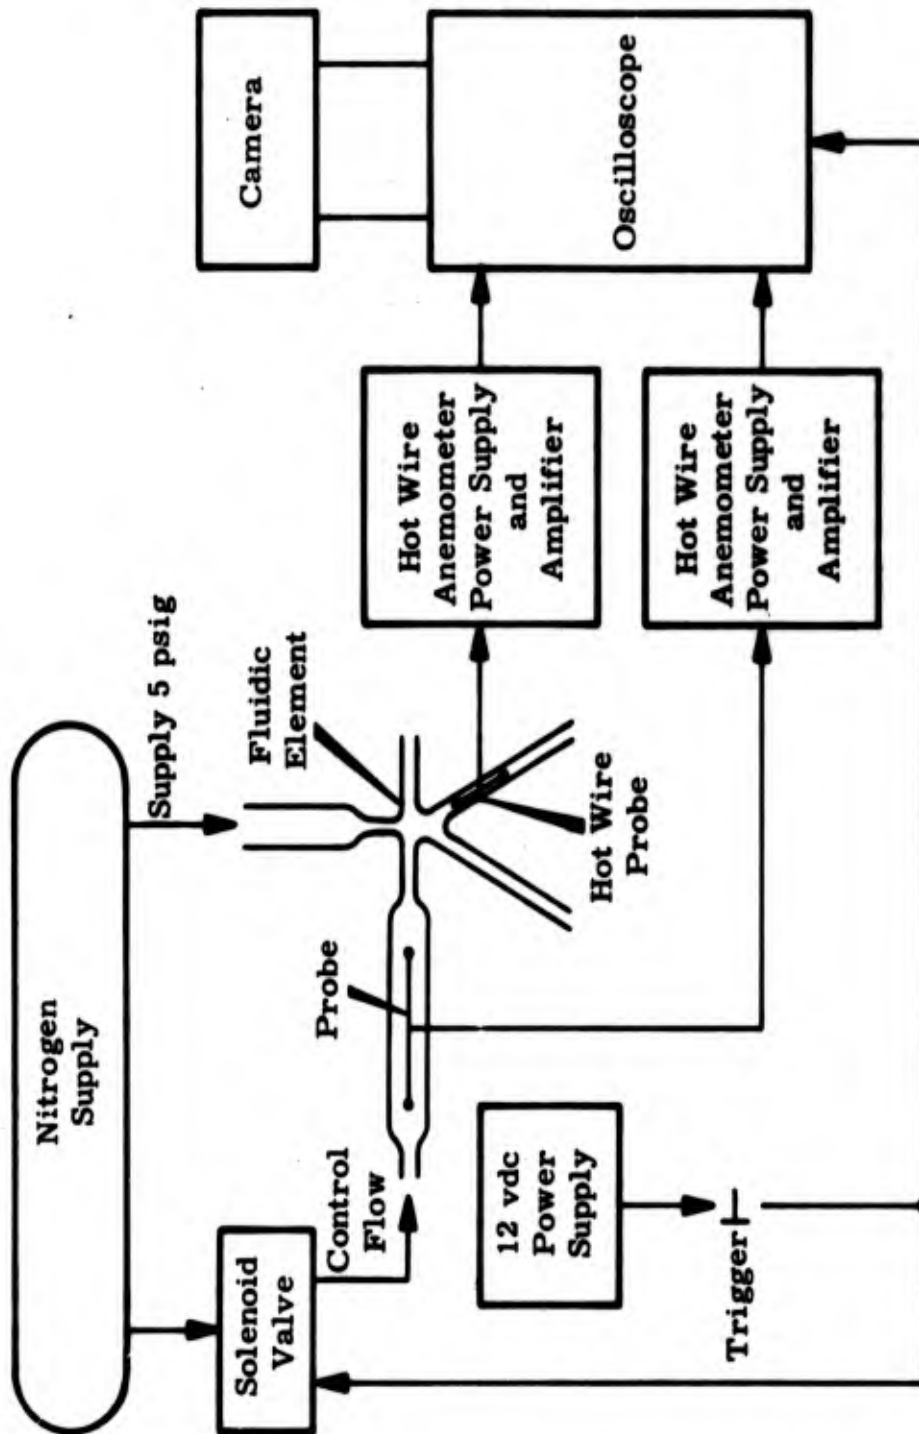 Nitrogen
Supply
Supply 5 psig
Solenoid
Valve
Control
Flow
Probe
Fluidic
Element
Hot Wire
Probe
12 vdc
Power
Supply
Trigger
Hot Wire
Anemometer
Power Supply
and
Amplifier
Hot Wire
Anemometer
Power Supply
and
Amplifier
Camera
Oscilloscope